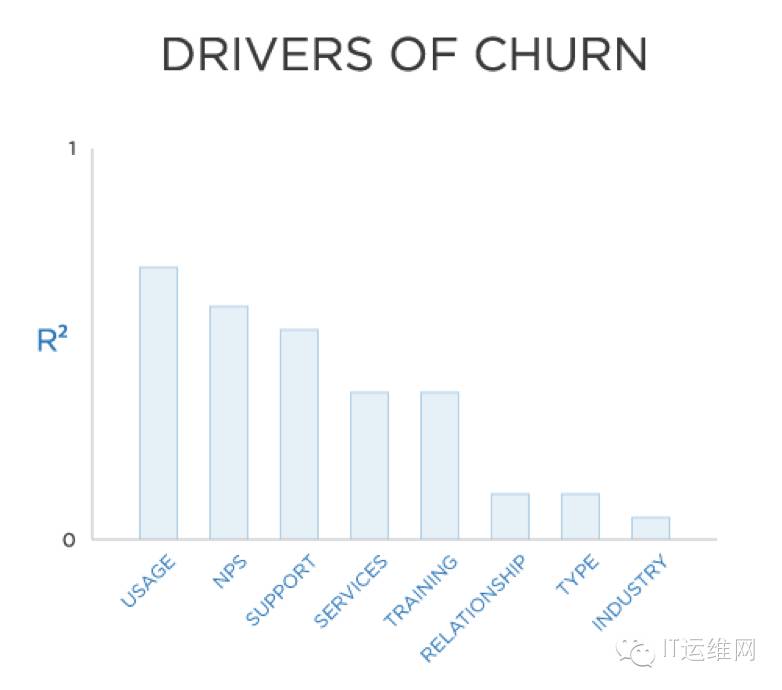 DRIVERS OF CHURN
1
R²
0
USAGE
NPS
SUPPORT
SERVICES
TRAINING
RELATIONSHIP
TYPE
INDUSTRY
IT运维网